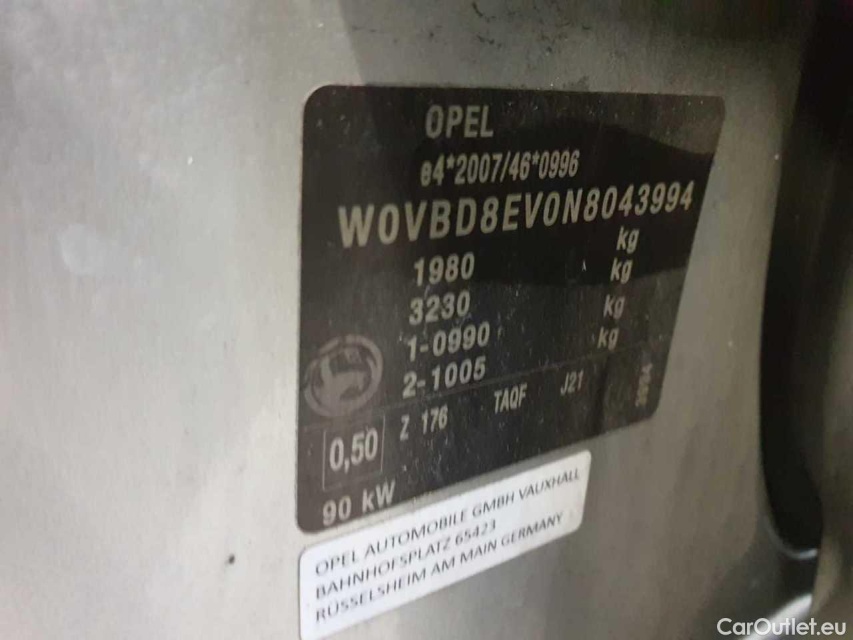 OPEL
e4*2007/46*0996
W0VBD8EV0N8043994
1980 kg
3230 kg
1-0990 kg
2-1005 kg
0,50 Z 176 TAQF J21
90 kW
OPEL AUTOMOBILE GMBH VAUXHALL
BAHNHOFSPLATZ 65423
RÜSSELSHEIM AM MAIN GERMANY
CarOutlet.eu